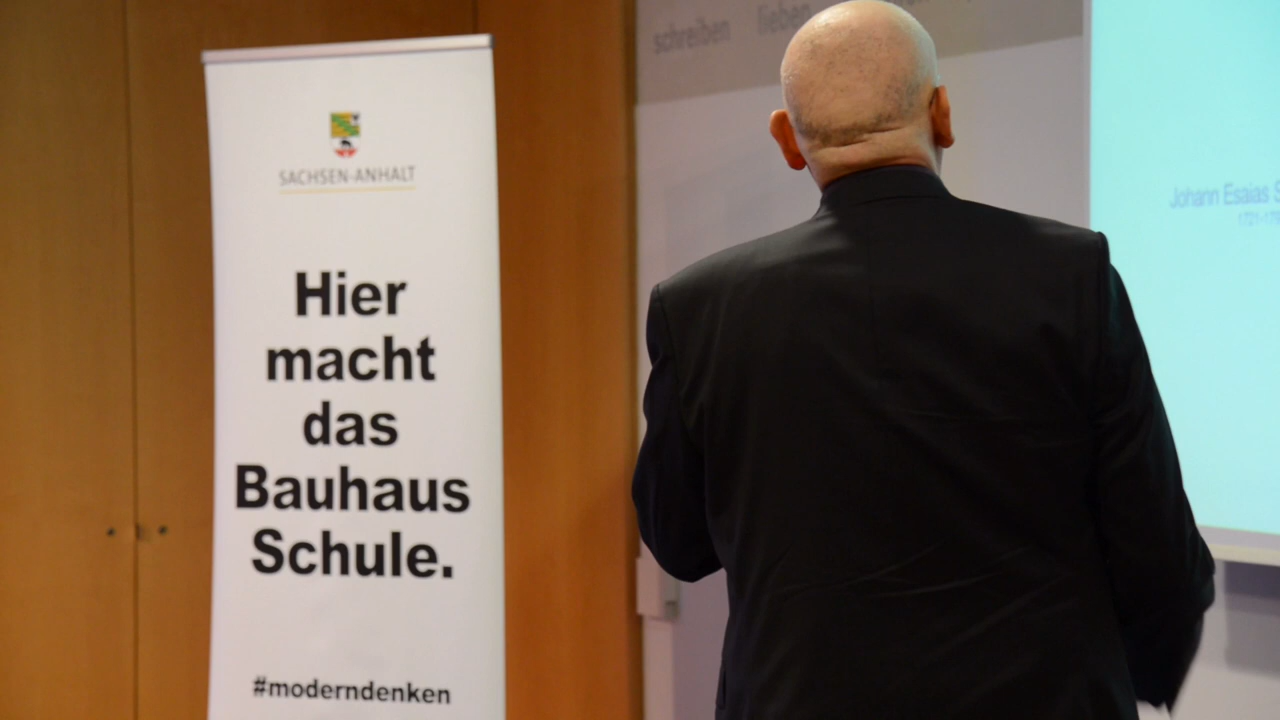 schreiben lieben
SACHSEN-ANHALT
Hier
macht
das
Bauhaus
Schule.
#moderndenken
Johann Esaias